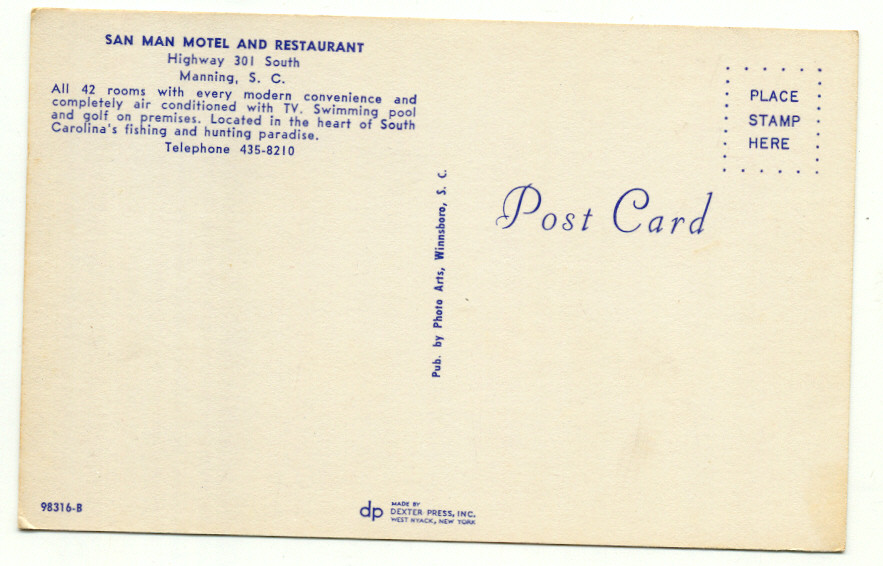 SAN MAN MOTEL AND RESTAURANT
Highway 301 South
Manning, S. C.
All 42 rooms with every modern convenience and
completely air conditioned with TV. Swimming pool
and golf on premises. Located in the heart of South
Carolina's fishing and hunting paradise.
Telephone 435-8210
PLACE
STAMP
HERE
Post Card
Pub. by Photo Arts, Winnsboro, S. C.
98316-B
dp
MADE BY
DEXTER PRESS, INC.
WEST NYACK, NEW YORK